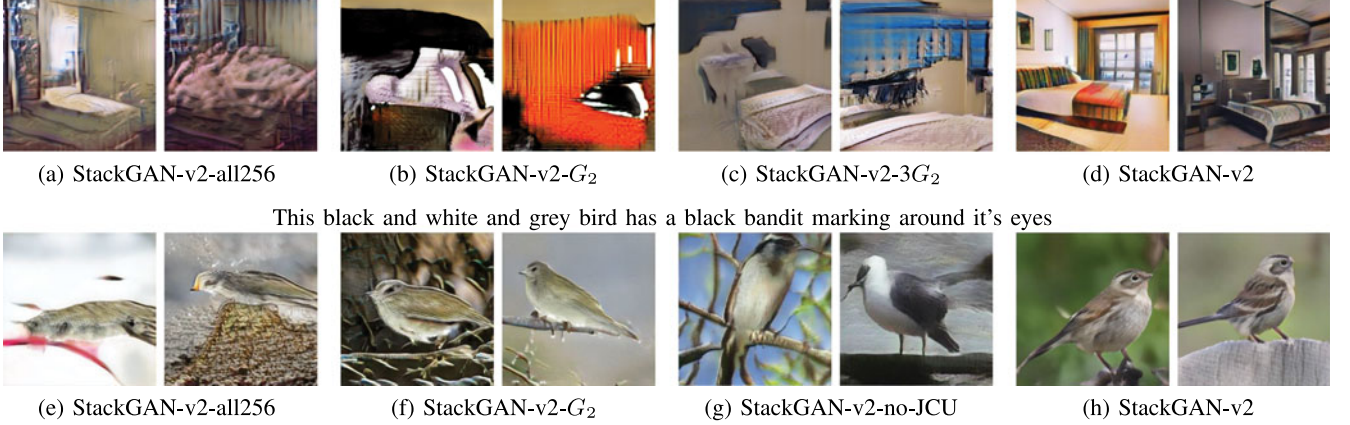 (a) StackGAN-v2-all256 (b) StackGAN-v2-G₂ (c) StackGAN-v2-3G₂ (d) StackGAN-v2
This black and white and grey bird has a black bandit marking around it's eyes
(e) StackGAN-v2-all256 (f) StackGAN-v2-G₂ (g) StackGAN-v2-no-JCU (h) StackGAN-v2